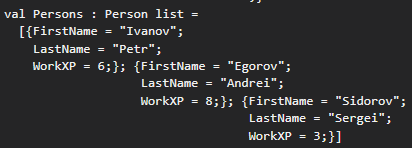 val Persons : Person list =
[{FirstName = "Ivanov";
LastName = "Petr";
WorkXP = 6;}; {FirstName = "Egorov";
LastName = "Andrei";
WorkXP = 8;}; {FirstName = "Sidorov";
LastName = "Sergei";
WorkXP = 3;}]